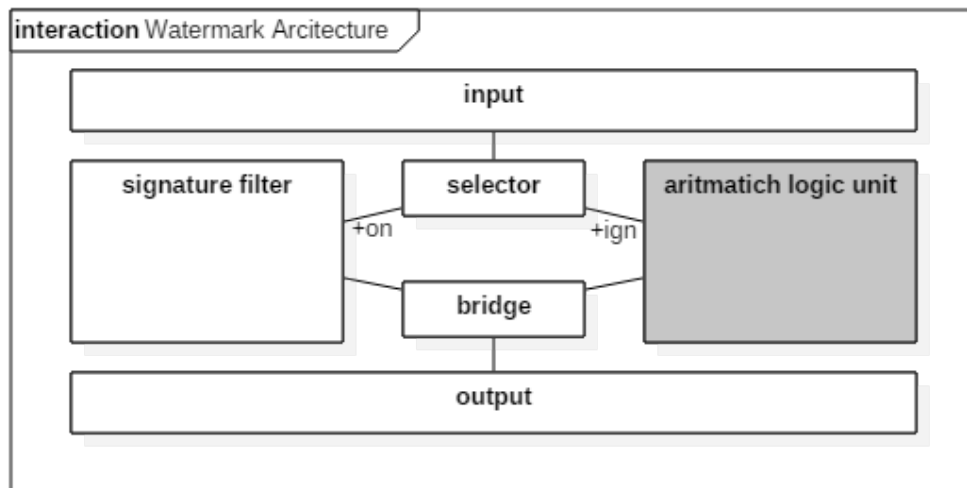 interaction Watermark Arcitecture
input
signature filter
selector
aritmatich logic unit
+on
+ign
bridge
output